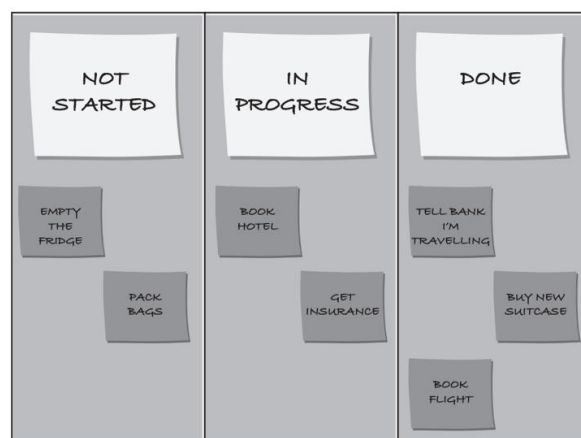 NOT
STARTED
EMPTY
THE
FRIDGE
PACK
BAGS
IN
PROGRESS
BOOK
HOTEL
GET
INSURANCE
DONE
TELL BANK
I'M
TRAVELLING
BUY NEW
SUITCASE
BOOK
FLIGHT